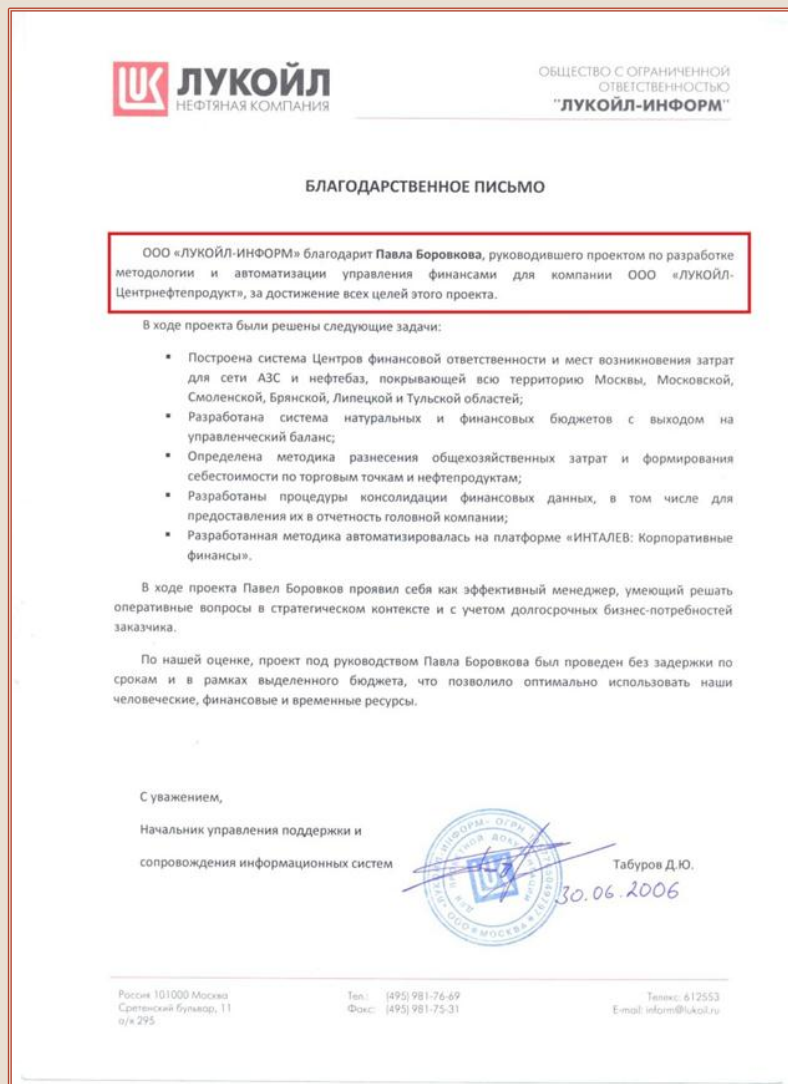 ЛУКОЙЛ
НЕФТЯНАЯ КОМПАНИЯ
ОБЩЕСТВО С ОГРАНИЧЕННОЙ
ОТВЕТСТВЕННОСТЬЮ
"ЛУКОЙЛ-ИНФОРМ"
БЛАГОДАРСТВЕННОЕ ПИСЬМО
ООО «ЛУКОЙЛ-ИНФОРМ» благодарит Павла Боровкова, руководившего проектом по разработке
методологии и автоматизации управления финансами для компании ООО «ЛУКОЙЛ-
Центрнефтепродукт», за достижение всех целей этого проекта.
В ходе проекта были решены следующие задачи:
▪ Построена система Центров финансовой ответственности и мест возникновения затрат
для сети АЗС и нефтебаз, покрывающей всю территорию Москвы, Московской,
Смоленской, Брянской, Липецкой и Тульской областей;
▪ Разработана система натуральных и финансовых бюджетов с выходом на
управленческий баланс;
▪ Определена методика разнесения общехозяйственных затрат и формирования
себестоимости по торговым точкам и нефтепродуктам;
▪ Разработаны процедуры консолидации финансовых данных, в том числе для
предоставления их в отчетность головной компании;
▪ Разработанная методика автоматизировалась на платформе «ИНТАЛЕВ: Корпоративные
финансы».
В ходе проекта Павел Боровков проявил себя как эффективный менеджер, умеющий решать
оперативные вопросы в стратегическом контексте и с учетом долгосрочных бизнес-потребностей
заказчика.
По нашей оценке, проект под руководством Павла Боровкова был проведен без задержки по
срокам и в рамках выделенного бюджета, что позволило оптимально использовать наши
человеческие, финансовые и временные ресурсы.
С уважением,
Начальник управления поддержки и
сопровождения информационных систем
Табуров Д.Ю.
30.06.2006
Россия 101000 Москва
Сретенский бульвар, 11
а/я 295
Тел.: (495) 981-76-69
Факс: (495) 981-75-31
Телекс: 612553
E-mail: inform@lukoil.ru